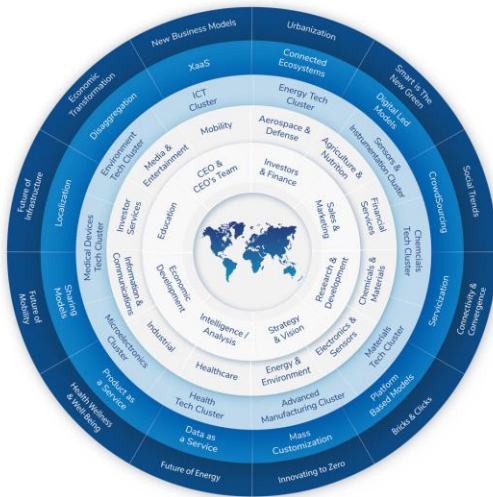 New Business Models
Urbanization
Smart is The
New Green
Social Trends
Connectivity &
Convergence
Bricks & Clicks
Innovating to Zero
Future of Energy
Health Wellness
& Well-Being
Future of
Mobility
Future of
Infrastructure
Economic
Transformation
XaaS
Connected
Ecosystems
Digital Led
Models
CrowdSourcing
Servicization
Platform
Based Models
Mass
Customization
Data as
a Service
Product as
a Service
Sharing
Models
Localization
Disaggregation
ICT
Cluster
Energy Tech
Cluster
Sensors &
Instrumentation Cluster
Chemcials
Tech Cluster
Materials
Tech Cluster
Advanced
Manufacturing Cluster
Health
Tech Cluster
Microelectronics
Cluster
Medical Devices
Tech Cluster
Environment
Tech Cluster
Mobility
Aerospace &
Defense
Agriculture &
Nutrition
Financial
Services
Chemicals &
Materials
Electronics &
Sensors
Energy &
Environment
Healthcare
Industrial
Information &
Communications
Investor
Services
Media &
Entertainment
CEO &
CEO's Team
Investors
& Finance
Sales &
Marketing
Research &
Development
Strategy
& Vision
Intelligence /
Analysis
Economic
Development
Education